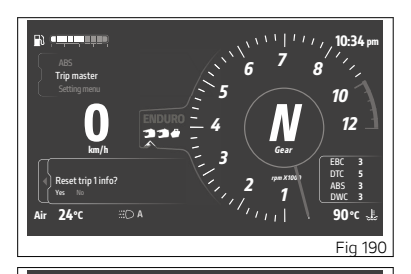 10:34 pm
ABS
Trip master
Setting menu
0
km/h
ENDURO
Reset trip 1 info?
Yes No
Air 24°C
A
1
2
3
4
5
6
7
8
10
12
N
Gear
rpm X1000
EBC 3
DTC 5
ABS 3
DWC 3
90°C
Fig 190